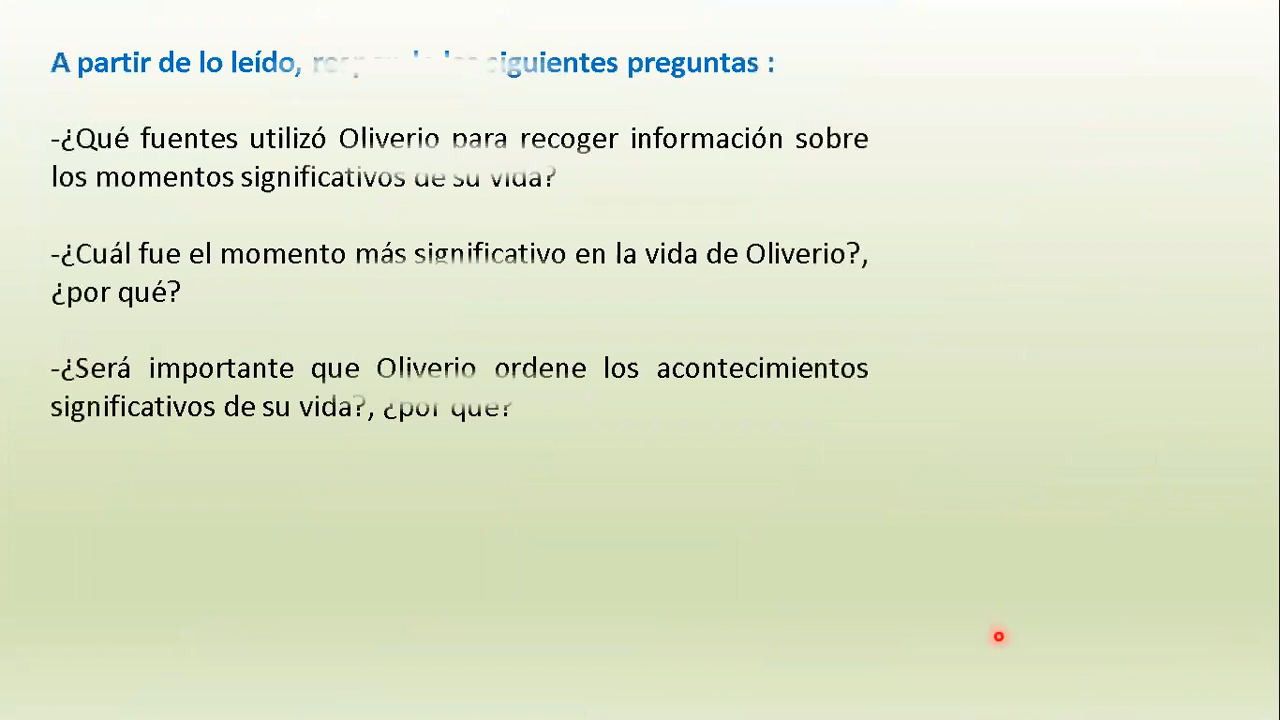 A partir de lo leído, siguientes preguntas :
-¿Qué fuentes utilizó Oliverio para recoger información sobre
los momentos significativos de su vida?
-¿Cuál fue el momento más significativo en la vida de Oliverio?,
¿por qué?
-¿Será importante que Oliverio ordene los acontecimientos
significativos de su vida?, ¿por qué?